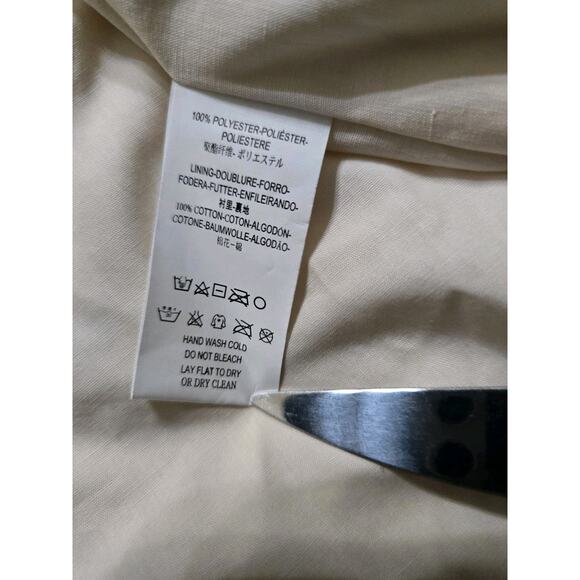 100% POLYESTER-POLIÉSTER-
POLIESTERE
聚酯纤维- ポリエステル
LINING-DOUBLURE-FORRO-
FODERA-FUTTER-ENFILEIRANDO-
衬里-裏地
100% COTTON-COTON-ALGODÓN-
COTONE-BAUMWOLLE-ALGODÃO-
棉花－綿
HAND WASH COLD
DO NOT BLEACH
LAY FLAT TO DRY
OR DRY CLEAN